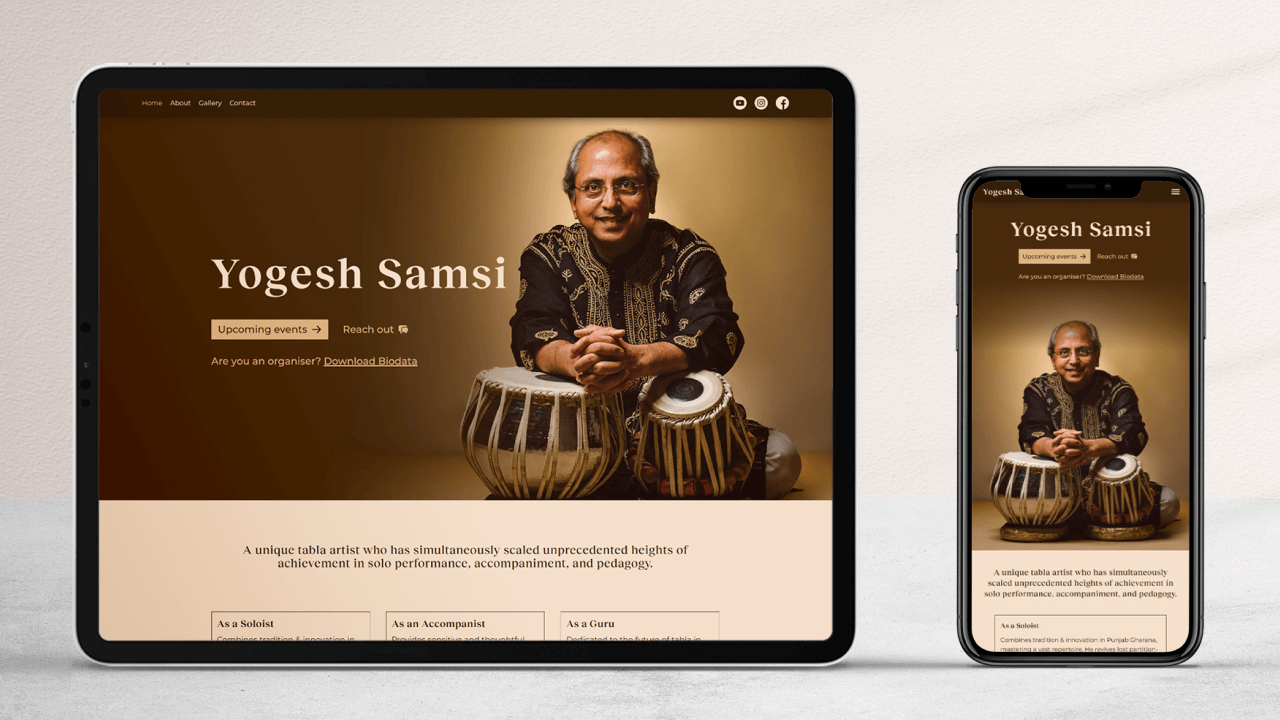 Home About Gallery Contact
Yogesh Samsi
Upcoming events → Reach out
Are you an organiser? Download Biodata
A unique tabla artist who has simultaneously scaled unprecedented heights of
achievement in solo performance, accompaniment, and pedagogy.
As a Soloist As an Accompanist As a Guru
Combines tradition & innovation in Provides sensitive and thoughtful Dedicated to the future of tabla in
Yogesh Sa
Yogesh Samsi
Upcoming events → Reach out
Are you an organiser? Download Biodata
A unique tabla artist who has simultaneously
scaled unprecedented heights of achievement in
solo performance, accompaniment, and pedagogy.
As a Soloist
Combines tradition & innovation in Punjab Gharana,
mastering a vast repertoire. He revives lost partition-